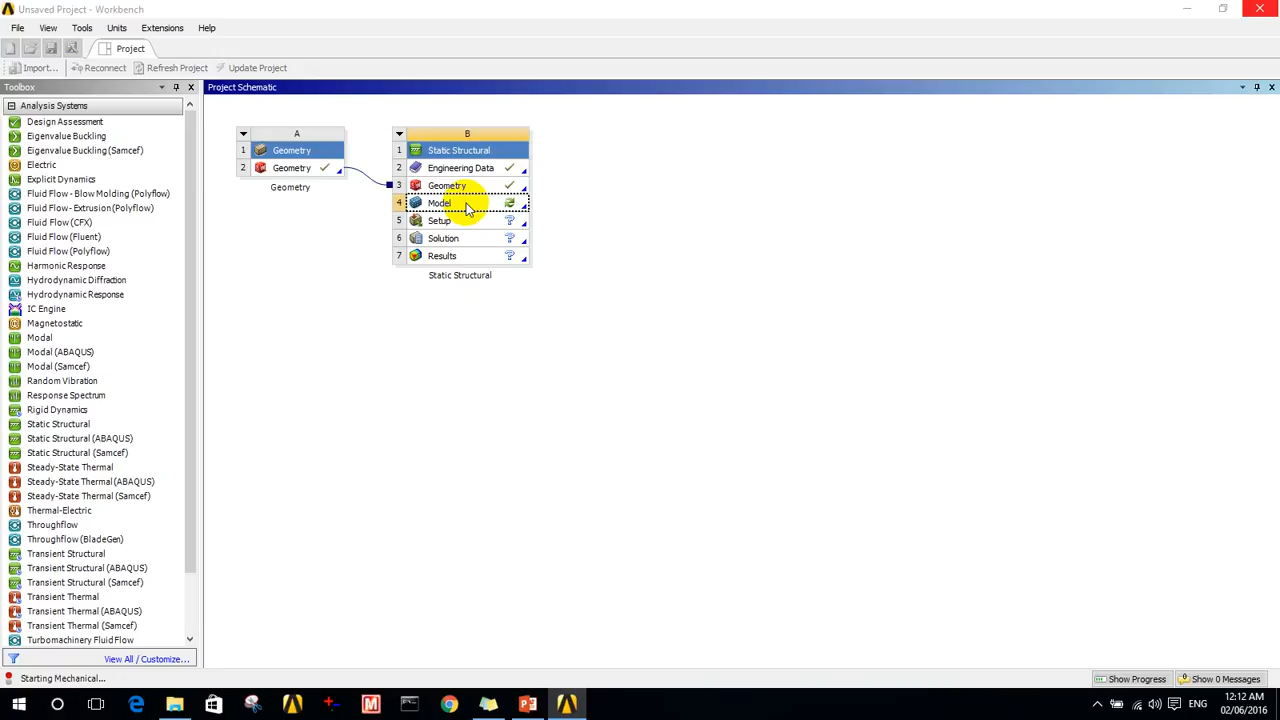 Unsaved Project - Workbench
File View Tools Units Extensions Help
Project
Import... Reconnect Refresh Project Update Project
Toolbox
Analysis Systems
Design Assessment
Eigenvalue Buckling
Eigenvalue Buckling (Samcef)
Electric
Explicit Dynamics
Fluid Flow - Blow Molding (Polyflow)
Fluid Flow - Extrusion (Polyflow)
Fluid Flow (CFX)
Fluid Flow (Fluent)
Fluid Flow (Polyflow)
Harmonic Response
Hydrodynamic Diffraction
Hydrodynamic Response
IC Engine
Magnetostatic
Modal
Modal (ABAQUS)
Modal (Samcef)
Random Vibration
Response Spectrum
Rigid Dynamics
Static Structural
Static Structural (ABAQUS)
Static Structural (Samcef)
Steady-State Thermal
Steady-State Thermal (ABAQUS)
Steady-State Thermal (Samcef)
Thermal-Electric
Throughflow
Throughflow (BladeGen)
Transient Structural
Transient Structural (ABAQUS)
Transient Structural (Samcef)
Transient Thermal
Transient Thermal (ABAQUS)
Transient Thermal (Samcef)
Turbomachinery Fluid Flow
View All / Customize...
Project Schematic
A
1 Geometry
2 Geometry
Geometry
B
1 Static Structural
2 Engineering Data
3 Geometry
4 Model
5 Setup
6 Solution
7 Results
Static Structural
Starting Mechanical...
Show Progress Show 0 Messages
ENG
12:12 AM
02/06/2016